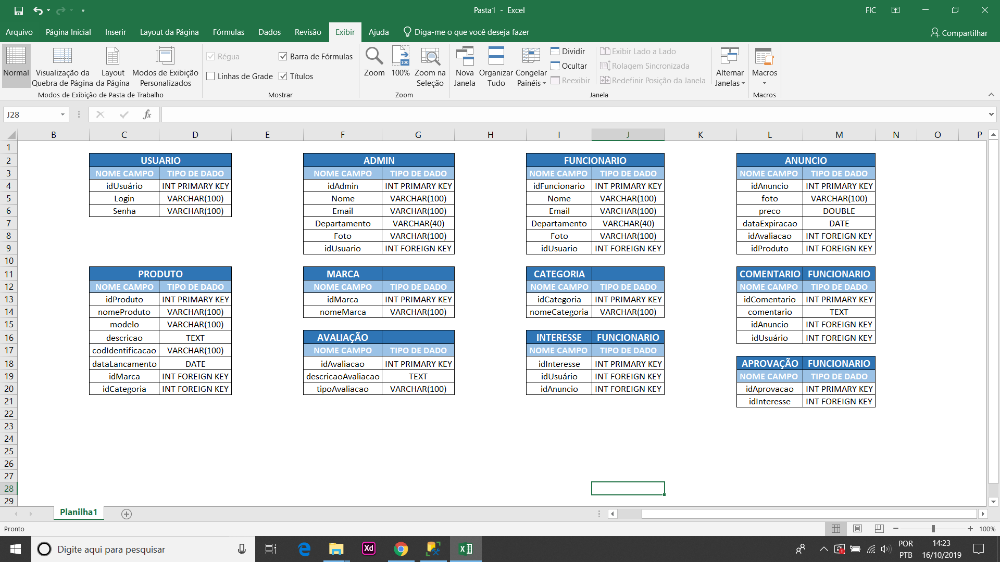 Pasta1 - Excel
FIC
Arquivo Página Inicial Inserir Layout da Página Fórmulas Dados Revisão Exibir Ajuda Diga-me o que você deseja fazer
Compartilhar
Normal
Visualização da
Quebra de Página
Layout
da Página
Modos de Exibição
Personalizados
Modos de Exibição de Pasta de Trabalho
Régua
Barra de Fórmulas
Linhas de Grade
Títulos
Mostrar
Zoom
100
100%
Zoom na
Seleção
Zoom
Nova
Janela
Organizar
Tudo
Congelar
Painéis
Dividir
Ocultar
Reexibir
Exibir Lado a Lado
Rolagem Sincronizada
Redefinir Posição da Janela
Alternar
Janelas
Janela
Macros
Macros
J28
fx
B C D E F G H I J K L M N O P
1
2 USUARIO ADMIN FUNCIONARIO ANUNCIO
3 NOME CAMPO TIPO DE DADO NOME CAMPO TIPO DE DADO NOME CAMPO TIPO DE DADO NOME CAMPO TIPO DE DADO
4 idUsuário INT PRIMARY KEY idAdmin INT PRIMARY KEY idFuncionario INT PRIMARY KEY idAnuncio INT PRIMARY KEY
5 Login VARCHAR(100) Nome VARCHAR(100) Nome VARCHAR(100) foto VARCHAR(100)
6 Senha VARCHAR(100) Email VARCHAR(100) Email VARCHAR(100) preco DOUBLE
7 Departamento VARCHAR(40) Departamento VARCHAR(40) dataExpiracao DATE
8 Foto VARCHAR(100) Foto VARCHAR(100) idAvaliacao INT FOREIGN KEY
9 idUsuario INT FOREIGN KEY idUsuario INT FOREIGN KEY idProduto INT FOREIGN KEY
10
11 PRODUTO MARCA CATEGORIA COMENTARIO FUNCIONARIO
12 NOME CAMPO TIPO DE DADO NOME CAMPO TIPO DE DADO NOME CAMPO TIPO DE DADO NOME CAMPO TIPO DE DADO
13 idProduto INT PRIMARY KEY idMarca INT PRIMARY KEY idCategoria INT PRIMARY KEY idComentario INT PRIMARY KEY
14 nomeProduto VARCHAR(100) nomeMarca VARCHAR(100) nomeCategoria VARCHAR(100) comentario TEXT
15 modelo VARCHAR(100) idAnuncio INT FOREIGN KEY
16 descricao TEXT AVALIAÇÃO INTERESSE FUNCIONARIO idUsuário INT FOREIGN KEY
17 codIdentificacao VARCHAR(100) NOME CAMPO TIPO DE DADO NOME CAMPO TIPO DE DADO
18 dataLancamento DATE idAvaliacao INT PRIMARY KEY idInteresse INT PRIMARY KEY APROVAÇÃO FUNCIONARIO
19 idMarca INT FOREIGN KEY descricaoAvaliacao TEXT idUsuário INT FOREIGN KEY NOME CAMPO TIPO DE DADO
20 idCategoria INT FOREIGN KEY tipoAvaliacao VARCHAR(100) idAnuncio INT FOREIGN KEY idAprovacao INT PRIMARY KEY
21 idInteresse INT FOREIGN KEY
22
23
24
25
26
27
28
29
Planilha1
Pronto
100%
Digite aqui para pesquisar
Xd
POR
PTB
14:23
16/10/2019